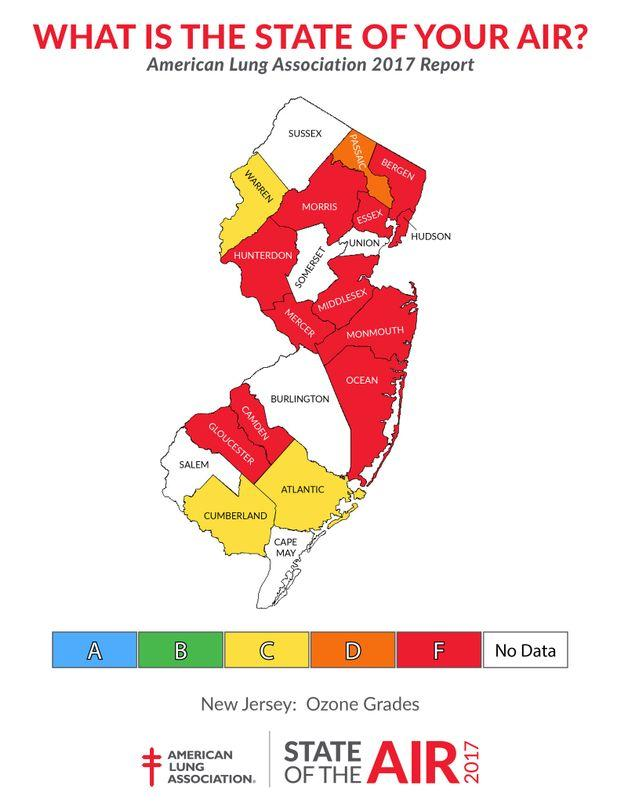 WHAT IS THE STATE OF YOUR AIR?
American Lung Association 2017 Report
SUSSEX
PASSAIC
BERGEN
WARREN
MORRIS
ESSEX
HUDSON
UNION
HUNTERDON
SOMERSET
MIDDLESEX
MERCER
MONMOUTH
OCEAN
BURLINGTON
CAMDEN
GLOUCESTER
SALEM
ATLANTIC
CUMBERLAND
CAPE
MAY
A B C D F No Data
New Jersey: Ozone Grades
AMERICAN
LUNG
ASSOCIATION®
STATE
OF THE
AIR
2017